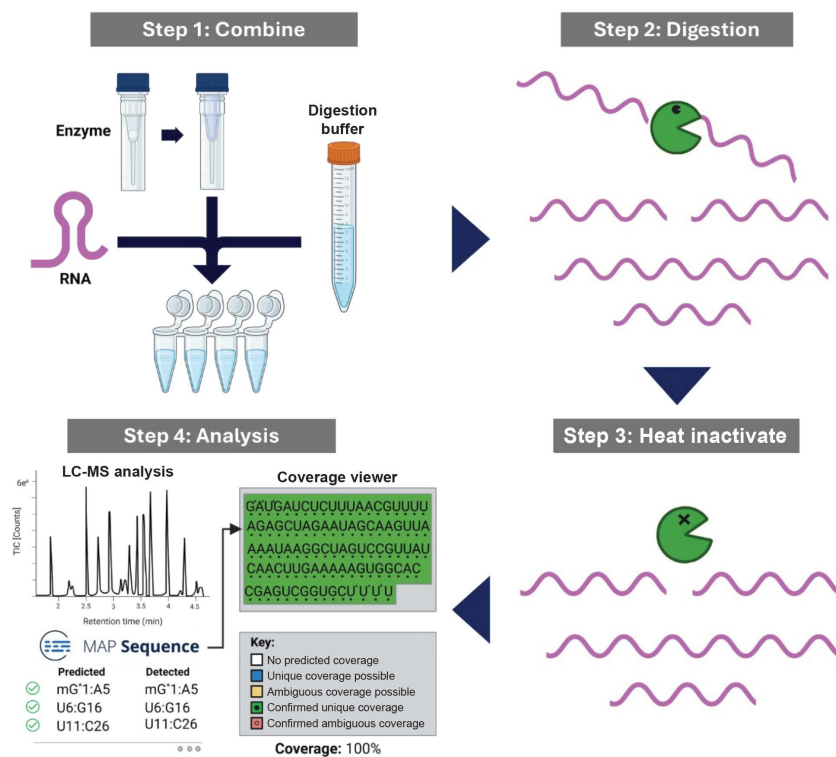 Step 1: Combine
Enzyme
Digestion
buffer
RNA
Step 2: Digestion
Step 3: Heat inactivate
Step 4: Analysis
LC-MS analysis
6e⁶
TIC [Counts]
2 2.5 3 3.5 4 4.5
Retention time (min)
MAP Sequence
Predicted Detected
mG*1:A5 mG*1:A5
U6:G16 U6:G16
U11:C26 U11:C26
Coverage viewer
G*A*U*GAUCUCUUUAACGUUUU
AGAGCUAGAAUAGCAAGUUA
AAAUAAGGCUAGUCCGUUAU
CAACUUGAAAAAGUGGCAC
CGAGUCGGUGCU*U*U*U
Key:
No predicted coverage
Unique coverage possible
Ambiguous coverage possible
Confirmed unique coverage
Confirmed ambiguous coverage
Coverage: 100%